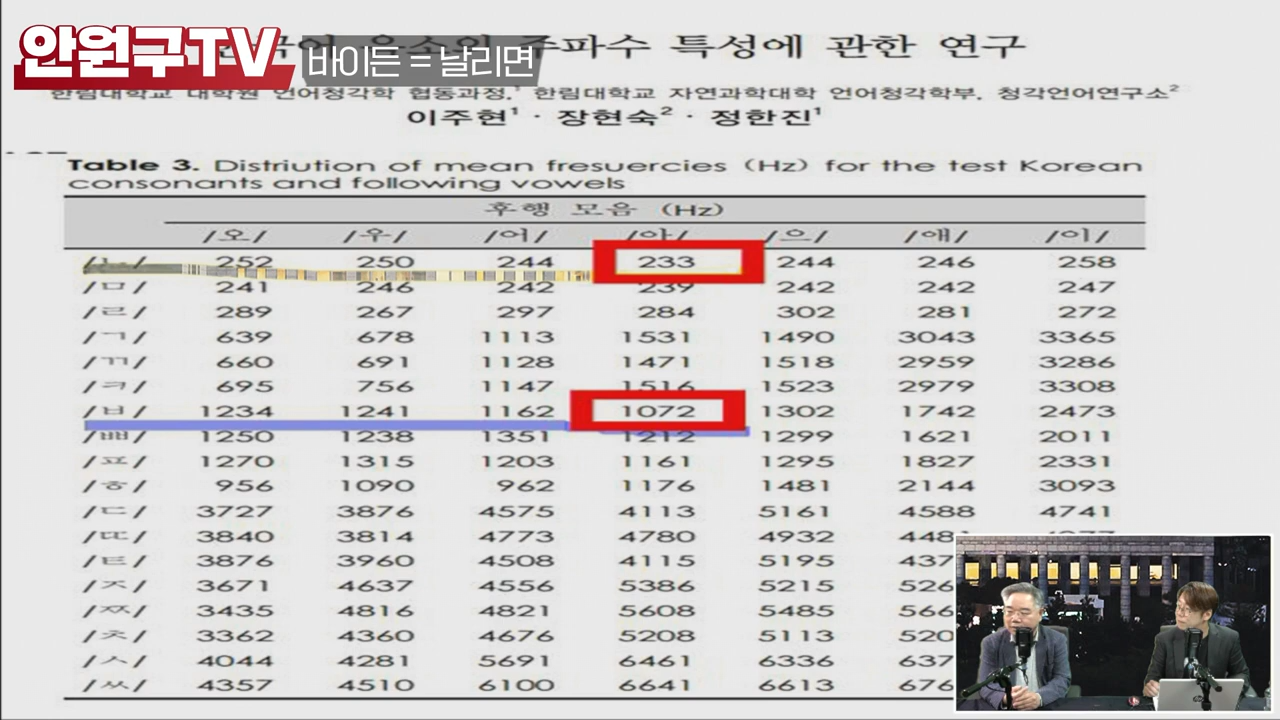 안원구TV
바이든 = 날리면
주파수 특성에 관한 연구
한림대학교 대학원 언어청각학 협동과정,¹ 한림대학교 자연과학대학 언어청각학부, 청각언어연구소²
이주현¹ · 장현숙² · 정한진¹
Table 3. Distriution of mean fresuercies (Hz) for the test Korean
consonants and following vowels
후행 모음 (Hz)
/오/ /우/ /어/ /아/ /으/ /애/ /이/
/ㄴ/ 252 250 244 233 244 246 258
/ㅁ/ 241 246 242 239 242 242 247
/ㄹ/ 289 267 297 284 302 281 272
/ㄱ/ 639 678 1113 1531 1490 3043 3365
/ㄲ/ 660 691 1128 1471 1518 2959 3286
/ㅋ/ 695 756 1147 1516 1523 2979 3308
/ㅂ/ 1234 1241 1162 1072 1302 1742 2473
/ㅃ/ 1250 1238 1351 1212 1299 1621 2011
/ㅍ/ 1270 1315 1203 1161 1295 1827 2331
/ㅎ/ 956 1090 962 1176 1481 2144 3093
/ㄷ/ 3727 3876 4575 4113 5161 4588 4741
/ㄸ/ 3840 3814 4773 4780 4932
/ㅌ/ 3876 3960 4508 4115 5195
/ㅈ/ 3671 4637 4556 5386 5215
/ㅉ/ 3435 4816 4821 5608 5485
/ㅊ/ 3362 4360 4676 5208 5113
/ㅅ/ 4044 4281 5691 6461 6336
/ㅆ/ 4357 4510 6100 6641 6613